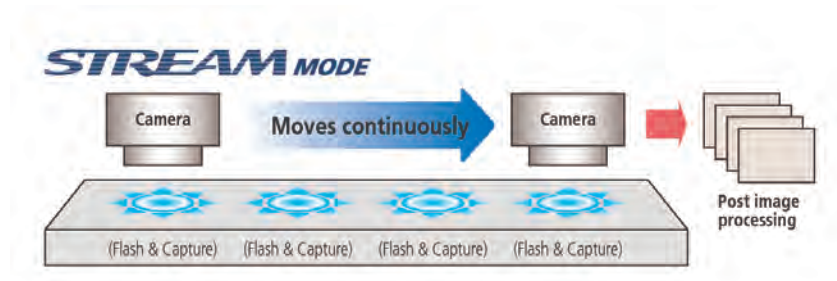 STREAM MODE
Camera
Moves continuously
Camera
Post image
processing
(Flash & Capture)
(Flash & Capture)
(Flash & Capture)
(Flash & Capture)